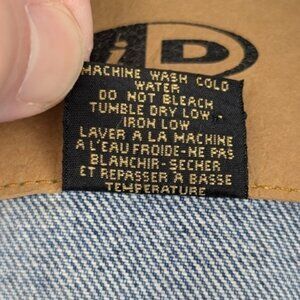 iD
MACHINE WASH COLD
WATER
DO NOT BLEACH
TUMBLE DRY LOW
IRON LOW
LAVER A LA MACHINE
A L'EAU FROIDE-NE PAS
BLANCHIR-SECHER
ET REPASSER A BASSE
TEMPERATURE